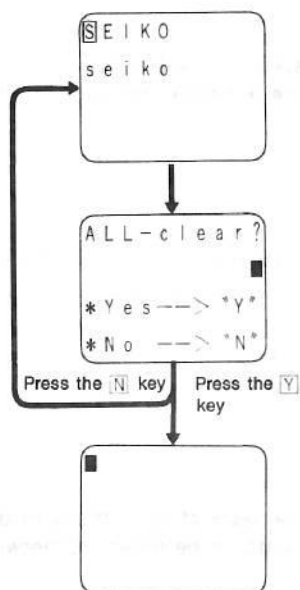 SEIKO
seiko
ALL-clear?
*Yes--> "Y"
*No --> "N"
Press the N key
Press the Y key